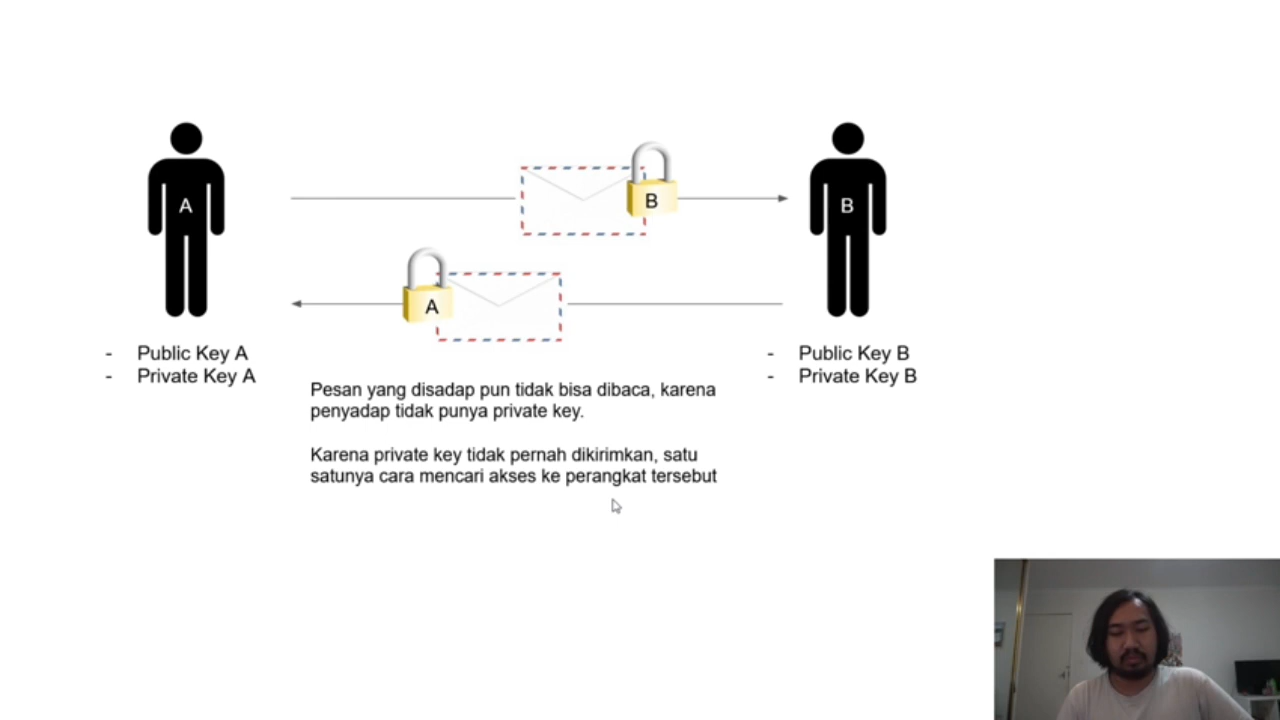 A
B
B
A
- Public Key A
- Private Key A
- Public Key B
- Private Key B
Pesan yang disadap pun tidak bisa dibaca, karena
penyadap tidak punya private key.
Karena private key tidak pernah dikirimkan, satu
satunya cara mencari akses ke perangkat tersebut